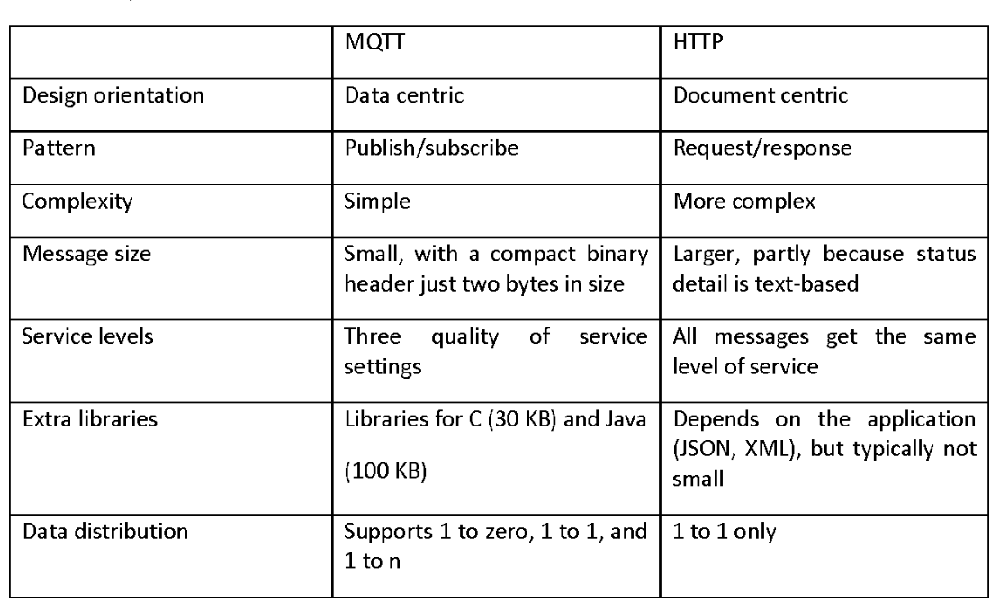 MQTT HTTP
Design orientation Data centric Document centric
Pattern Publish/subscribe Request/response
Complexity Simple More complex
Message size Small, with a compact binary Larger, partly because status
header just two bytes in size detail is text-based
Service levels Three quality of service All messages get the same
settings level of service
Extra libraries Libraries for C (30 KB) and Java Depends on the application
(100 KB) (JSON, XML), but typically not
small
Data distribution Supports 1 to zero, 1 to 1, and 1 to 1 only
1 to n